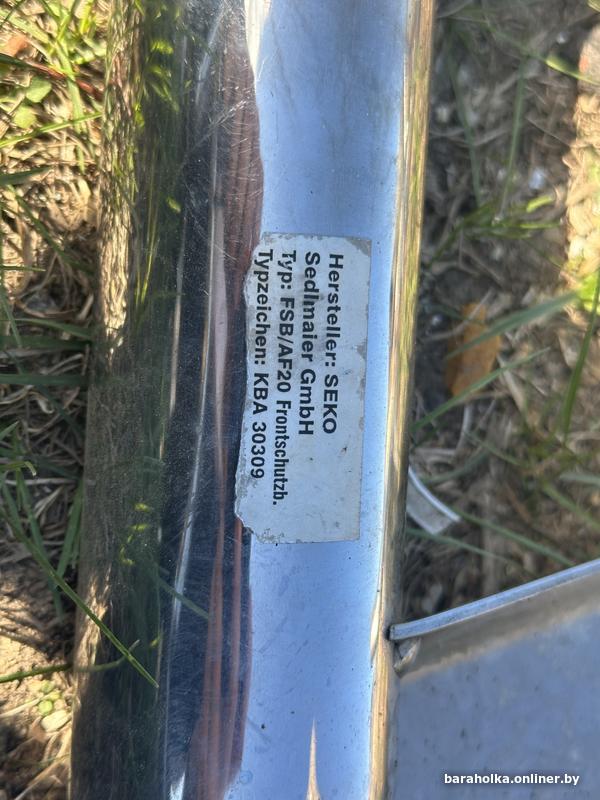 Hersteller: SEKO
Sedlmaier GmbH
Typ: FSB/AF20 Frontschutzb.
Typzeichen: KBA 30309
baraholka.onliner.by